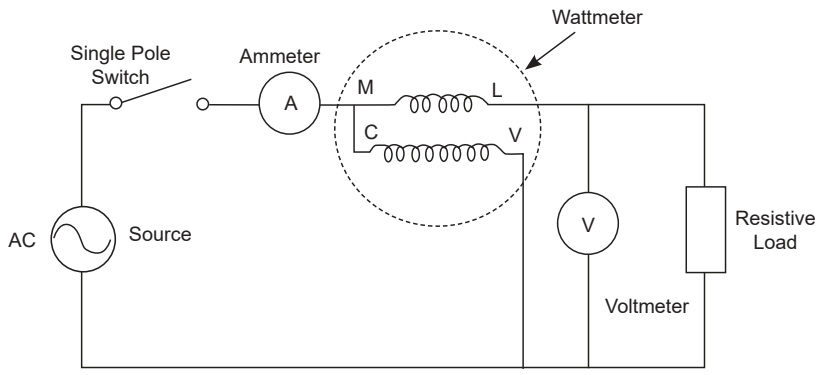 Wattmeter
Single Pole
Switch
Ammeter
A
M
L
C
V
AC
Source
V
Resistive
Load
Voltmeter